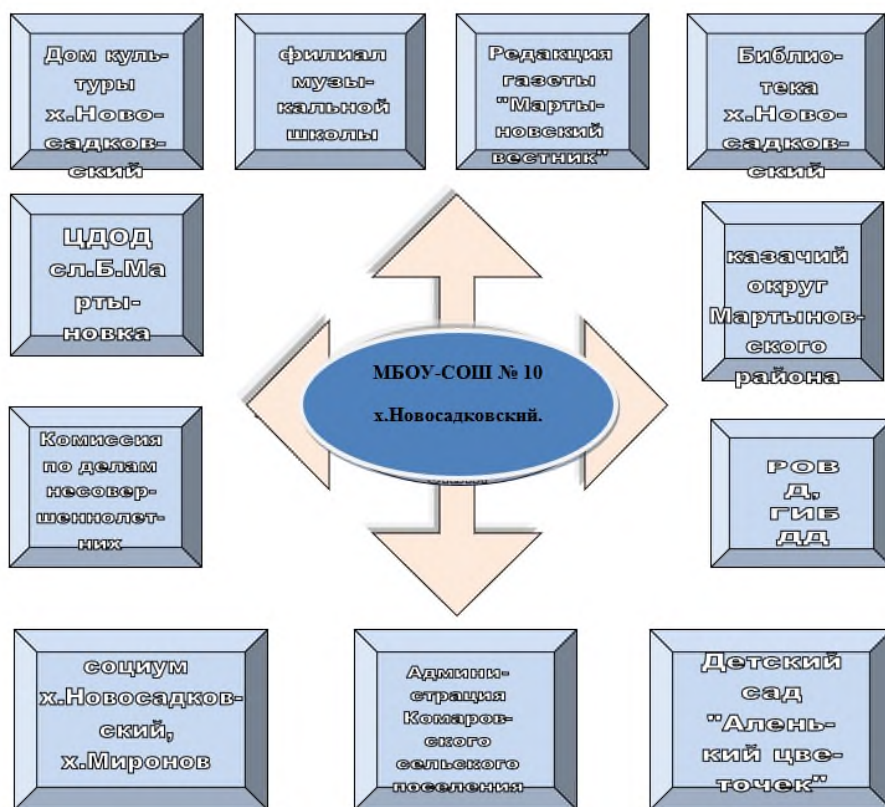 Дом куль-
туры
х.Ново-
садков-
ский
филиал
музы-
кальной
школы
Редакция
газеты
"Марты-
новский
вестник"
Библио-
тека
х.Ново-
садков-
ский
ЦДОД
сл.Б.Ма
рты-
новка
казачий
округ
Мартынов-
ского
района
МБОУ-СОШ № 10
х.Новосадковский.
Комиссия
по делам
несовер-
шеннолет-
них
РОВ
Д,
ГИБ
ДД
социум
х.Новосадков-
ский,
х.Миронов
Админи-
страция
Комаров-
ского
сельского
поселения
Детский
сад
"Алень-
кий цве-
точек"